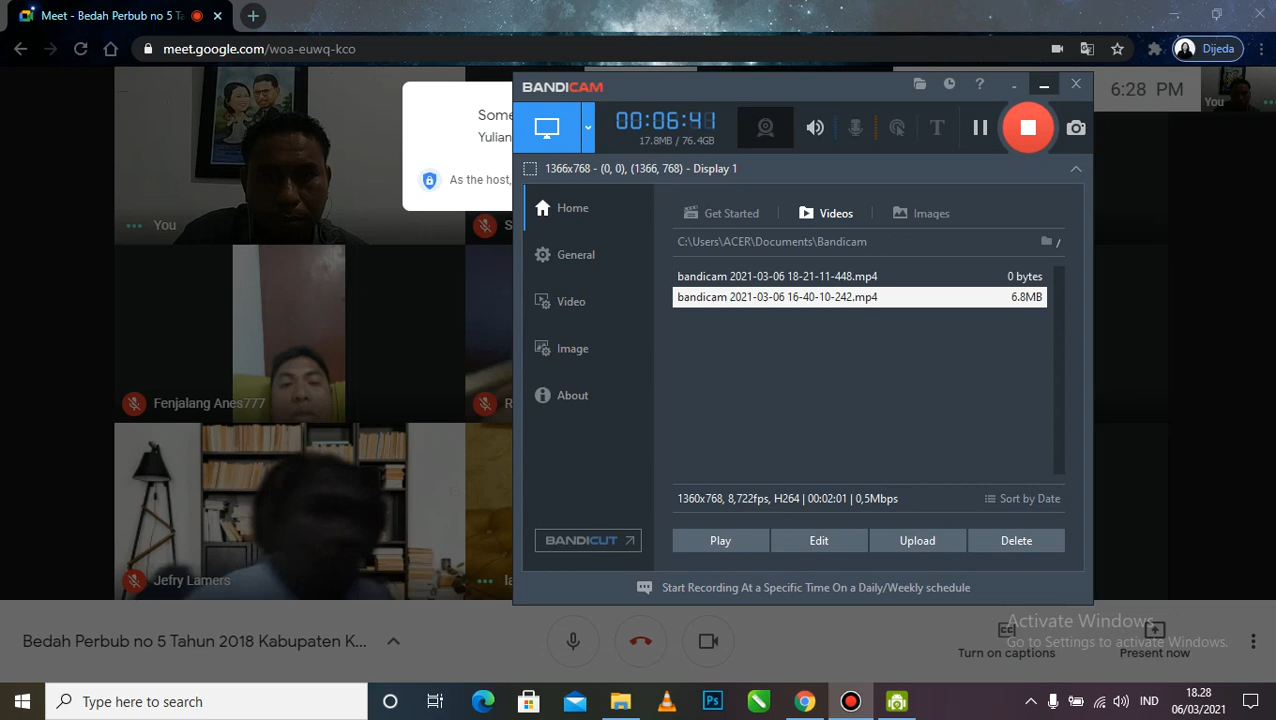 Meet - Bedah Perbub no 5 Ta
meet.google.com/woa-euwq-kco
Dijeda
6:28 PM
You
Some
Yulian
As the host,
You
S
Fenjalang Anes777
R
Jefry Lamers
BANDICAM
00:06:41
17.8MB / 76.4GB
1366x768 - (0, 0), (1366, 768) - Display 1
Home
General
Video
Image
About
BANDICUT
Get Started
Videos
Images
C:\Users\ACER\Documents\Bandicam
/
bandicam 2021-03-06 18-21-11-448.mp4 0 bytes
bandicam 2021-03-06 16-40-10-242.mp4 6.8MB
1360x768, 8,722fps, H264 | 00:02:01 | 0,5Mbps
Sort by Date
Play Edit Upload Delete
Start Recording At a Specific Time On a Daily/Weekly schedule
Bedah Perbub no 5 Tahun 2018 Kabupaten K...
Turn on captions
Present now
Activate Windows
Go to Settings to activate Windows.
Type here to search
IND
18.28
06/03/2021